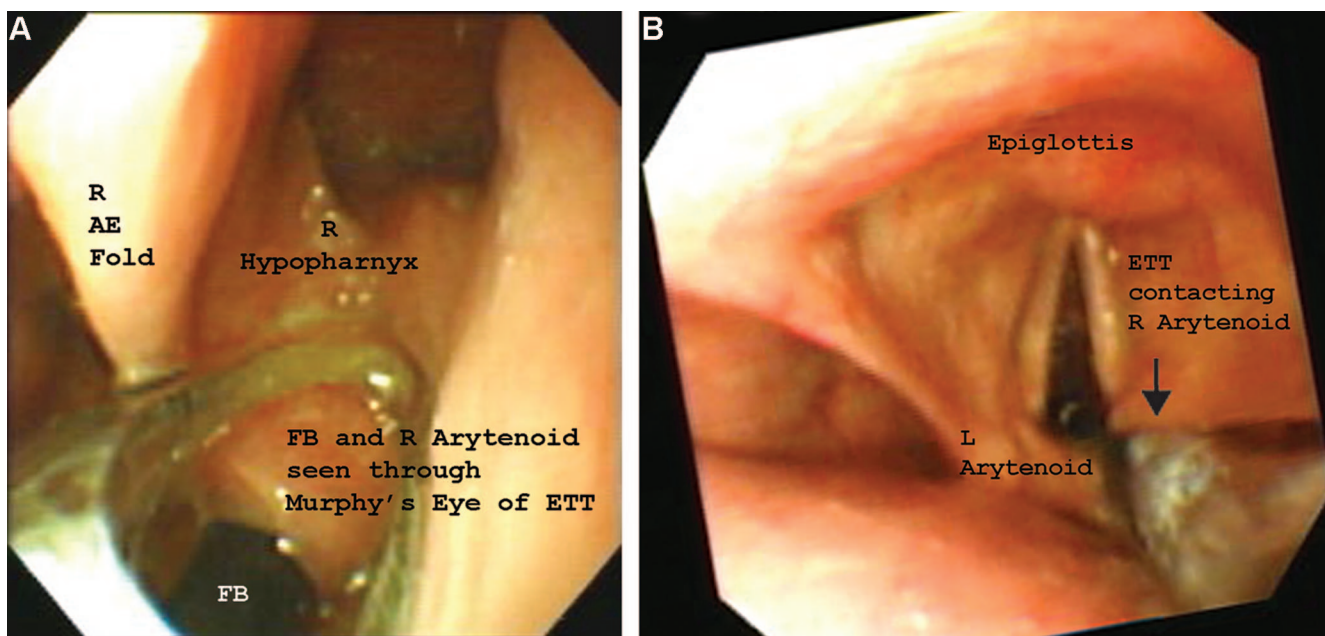 A
R
AE
Fold
R
Hypopharnyx
FB and R Arytenoid
seen through
Murphy's Eye of ETT
FB
B
Epiglottis
ETT
contacting
R Arytenoid
L
Arytenoid